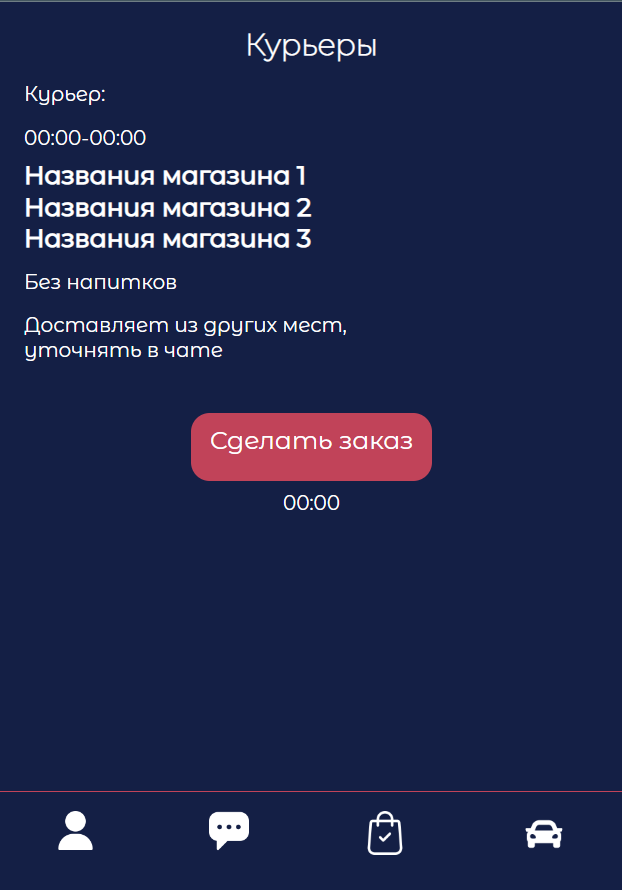 Курьеры
Курьер:
00:00-00:00
Названия магазина 1
Названия магазина 2
Названия магазина 3
Без напитков
Доставляет из других мест,
уточнять в чате
Сделать заказ
00:00